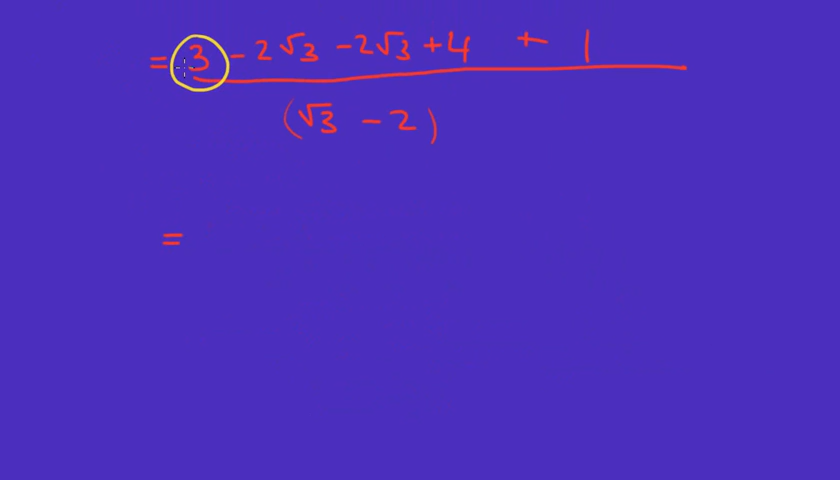 = 3 - 2√3 - 2√3 + 4 + 1
(√3 - 2)
=